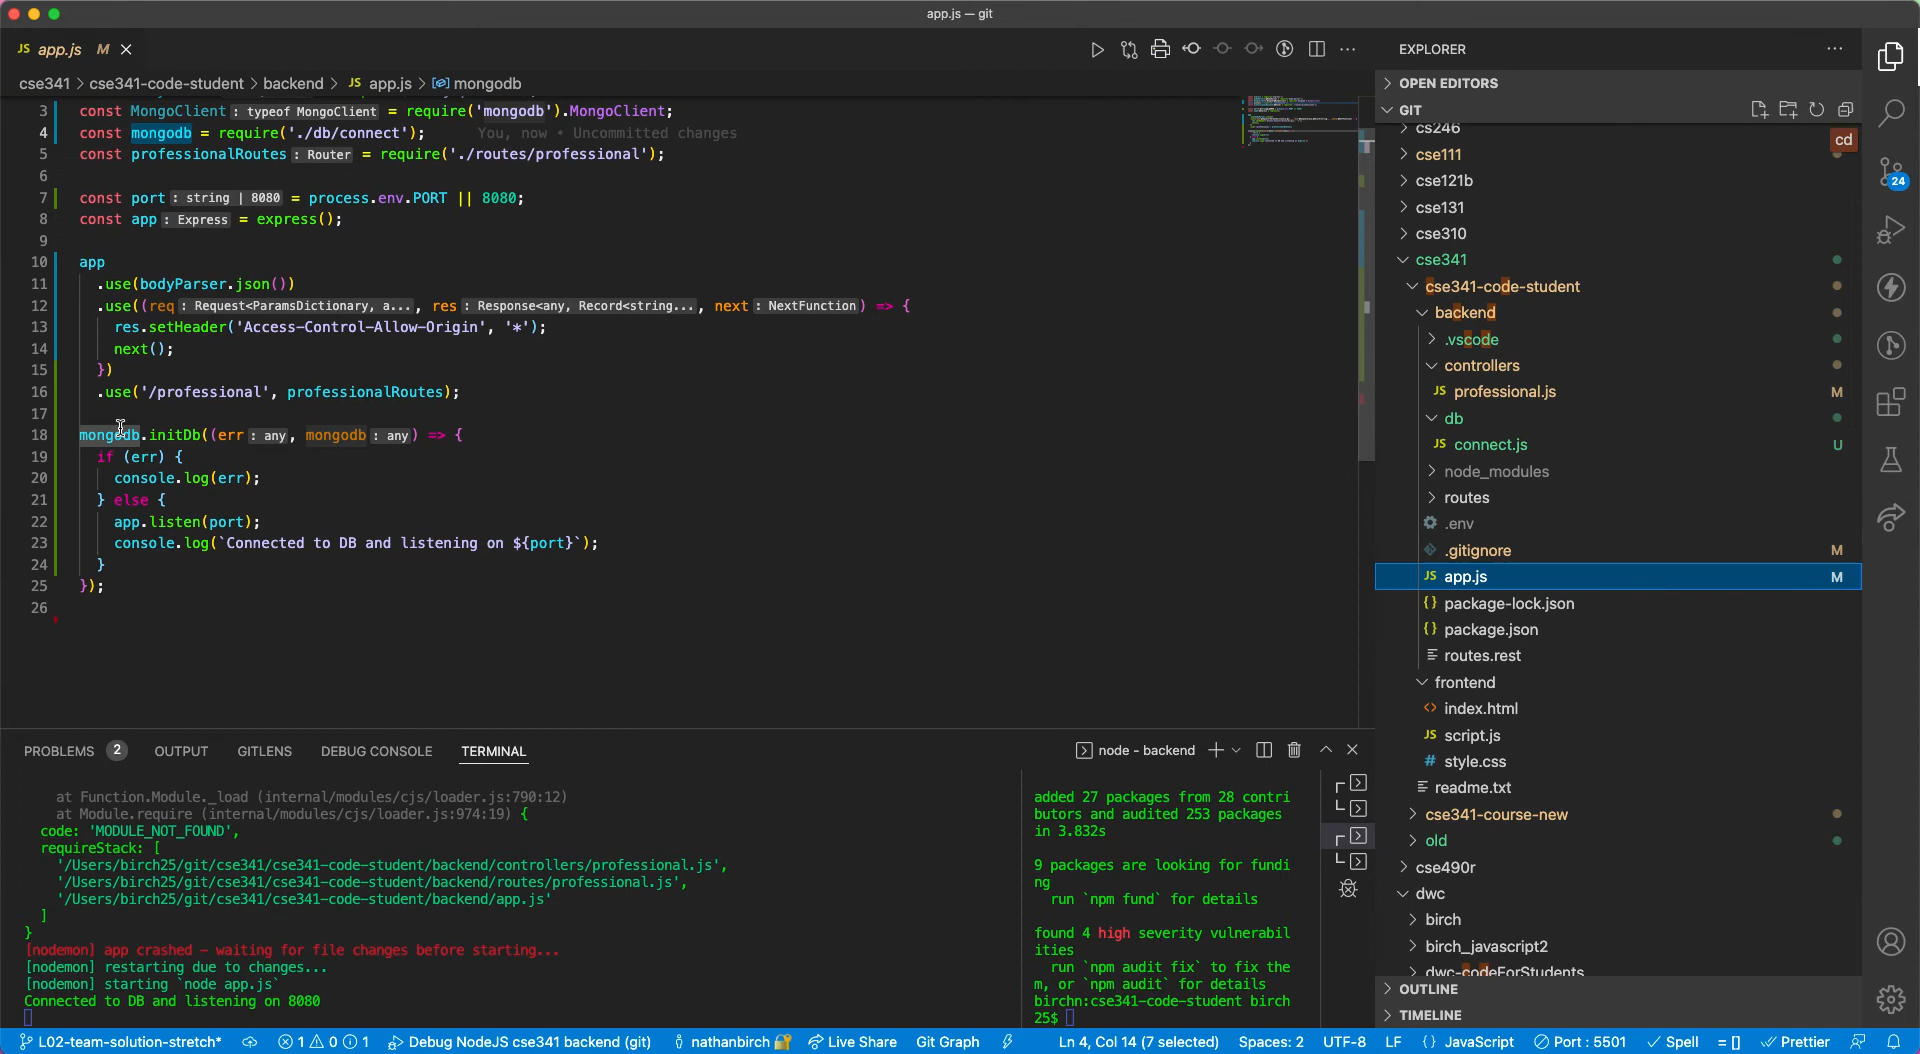 app.js — git
JS app.js M
EXPLORER
cse341 > cse341-code-student > backend > JS app.js > mongodb
3 const MongoClient : typeof MongoClient = require('mongodb').MongoClient;
4 const mongodb = require('./db/connect'); You, now • Uncommitted changes
5 const professionalRoutes : Router = require('./routes/professional');
6
7 const port : string | 8080 = process.env.PORT || 8080;
8 const app : Express = express();
9
10 app
11 .use(bodyParser.json())
12 .use((req : Request<ParamsDictionary, a..., res : Response<any, Record<string..., next : NextFunction) => {
13 res.setHeader('Access-Control-Allow-Origin', '*');
14 next();
15 })
16 .use('/professional', professionalRoutes);
17
18 mongodb.initDb((err : any, mongodb : any) => {
19 if (err) {
20 console.log(err);
21 } else {
22 app.listen(port);
23 console.log(`Connected to DB and listening on ${port}`);
24 }
25 });
26
OPEN EDITORS
GIT
cd
cs246
cse111
cse121b
cse131
cse310
cse341
cse341-code-student
backend
.vscode
controllers
JS professional.js M
db
JS connect.js U
node_modules
routes
.env
.gitignore M
JS app.js M
{} package-lock.json
{} package.json
routes.rest
frontend
<> index.html
JS script.js
# style.css
readme.txt
cse341-course-new
old
cse490r
dwc
birch
birch_javascript2
dwc-codeForStudents
OUTLINE
TIMELINE
24
PROBLEMS 2 OUTPUT GITLENS DEBUG CONSOLE TERMINAL
node - backend
at Function.Module._load (internal/modules/cjs/loader.js:790:12)
at Module.require (internal/modules/cjs/loader.js:974:19) {
code: 'MODULE_NOT_FOUND',
requireStack: [
'/Users/birch25/git/cse341/cse341-code-student/backend/controllers/professional.js',
'/Users/birch25/git/cse341/cse341-code-student/backend/routes/professional.js',
'/Users/birch25/git/cse341/cse341-code-student/backend/app.js'
]
}
[nodemon] app crashed - waiting for file changes before starting...
[nodemon] restarting due to changes...
[nodemon] starting `node app.js`
Connected to DB and listening on 8080
added 27 packages from 28 contri
butors and audited 253 packages
in 3.832s
9 packages are looking for fundi
ng
run `npm fund` for details
found 4 high severity vulnerabil
ities
run `npm audit fix` to fix the
m, or `npm audit` for details
birchn:cse341-code-student birch
25$
L02-team-solution-stretch* 1 0 1 Debug NodeJS cse341 backend (git) nathanbirch Live Share Git Graph Ln 4, Col 14 (7 selected) Spaces: 2 UTF-8 LF {} JavaScript Port : 5501 Spell = [] Prettier